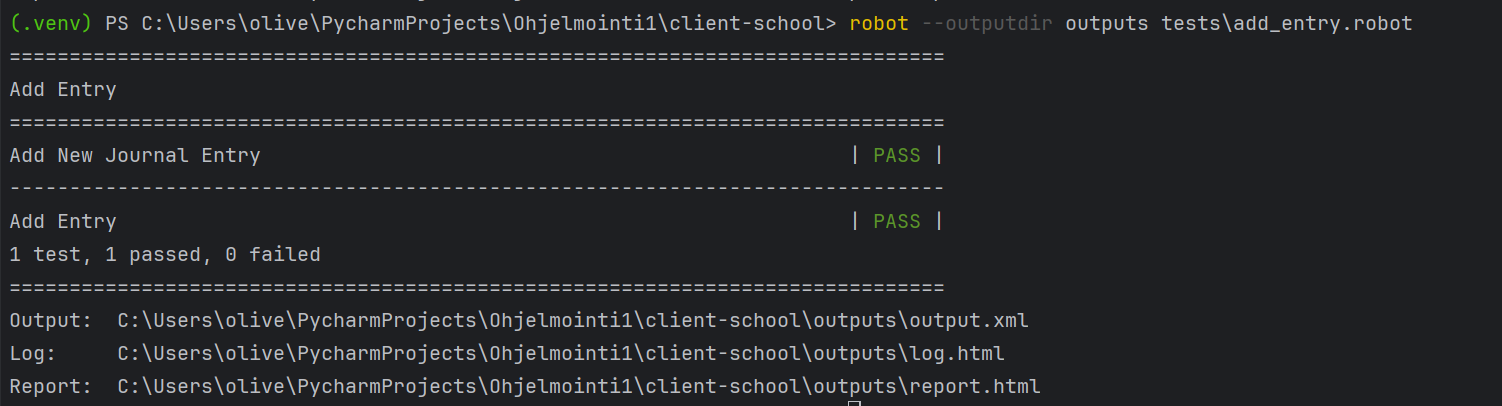 (.venv) PS C:\Users\olive\PycharmProjects\Ohjelmointi1\client-school> robot --outputdir outputs tests\add_entry.robot
==============================================================================
Add Entry
==============================================================================
Add New Journal Entry                                                 | PASS |
------------------------------------------------------------------------------
Add Entry                                                             | PASS |
1 test, 1 passed, 0 failed
==============================================================================
Output:  C:\Users\olive\PycharmProjects\Ohjelmointi1\client-school\outputs\output.xml
Log:     C:\Users\olive\PycharmProjects\Ohjelmointi1\client-school\outputs\log.html
Report:  C:\Users\olive\PycharmProjects\Ohjelmointi1\client-school\outputs\report.html